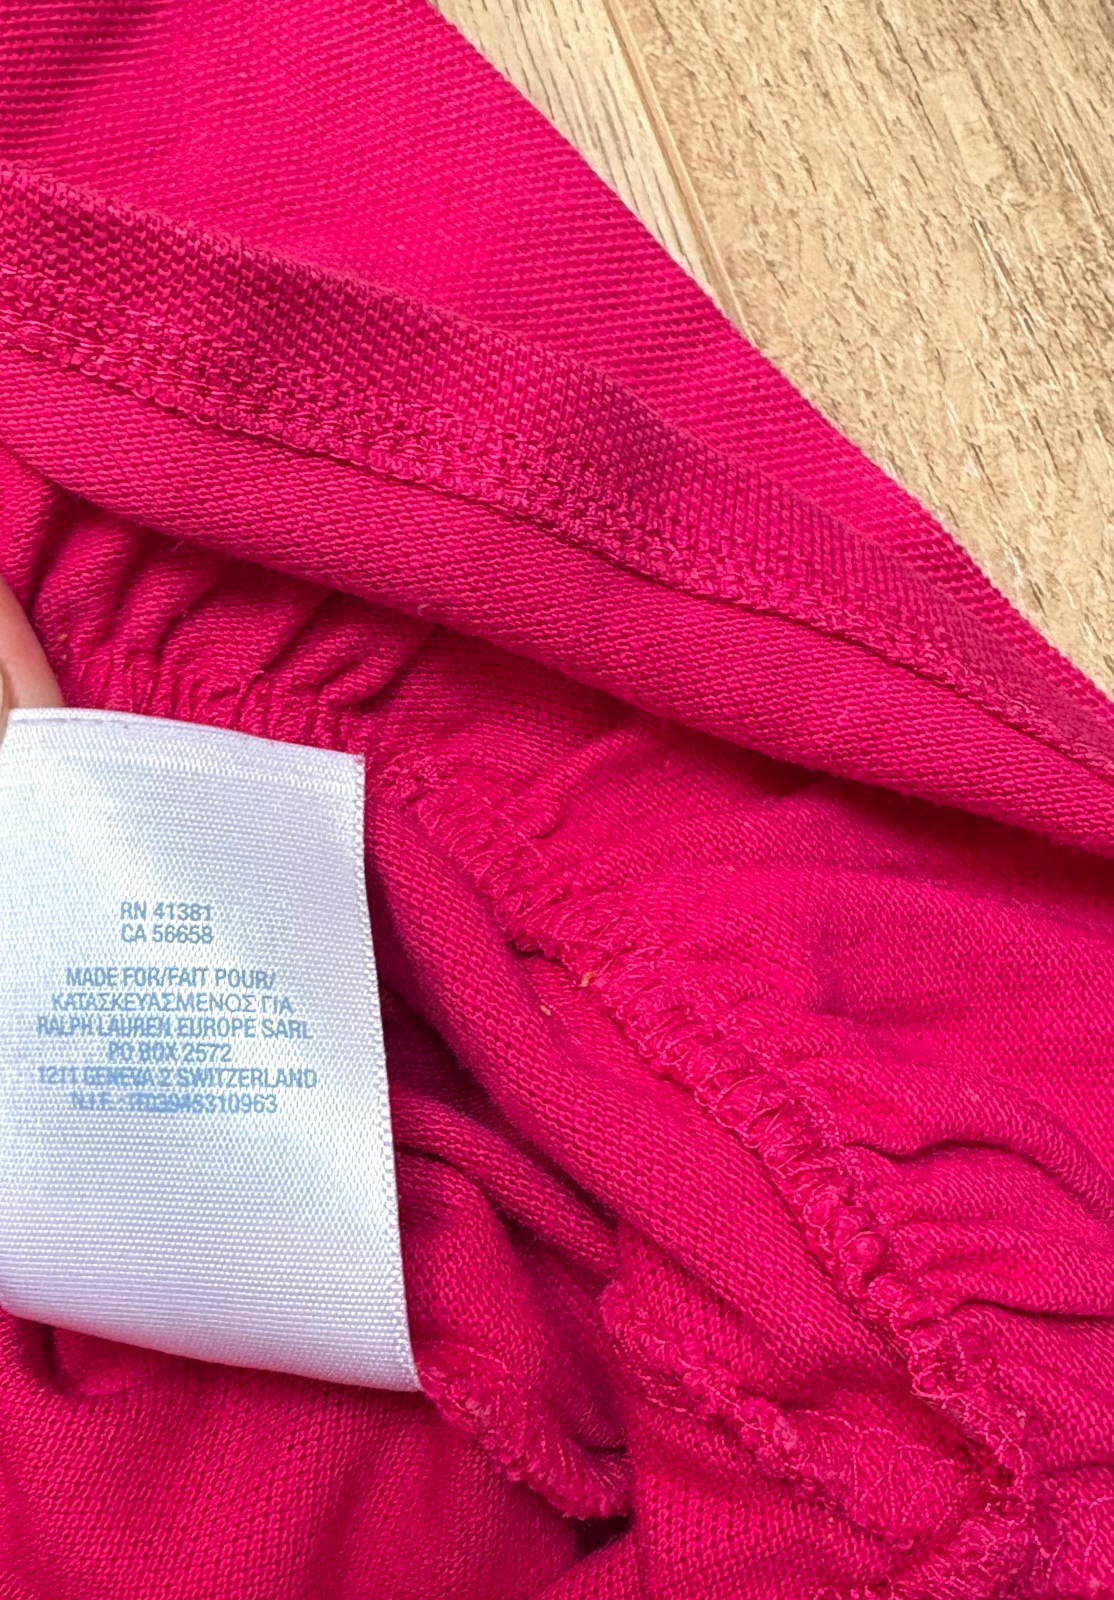 RN 41381
CA 56658
MADE FOR/FAIT POUR/
ΚΑΤΑΣΚΕΥΑΣΜΕΝΟΣ ΓΙΑ
RALPH LAUREN EUROPE SARL
PO BOX 2572
1211 GENEVA 2 SWITZERLAND
N.I.F.